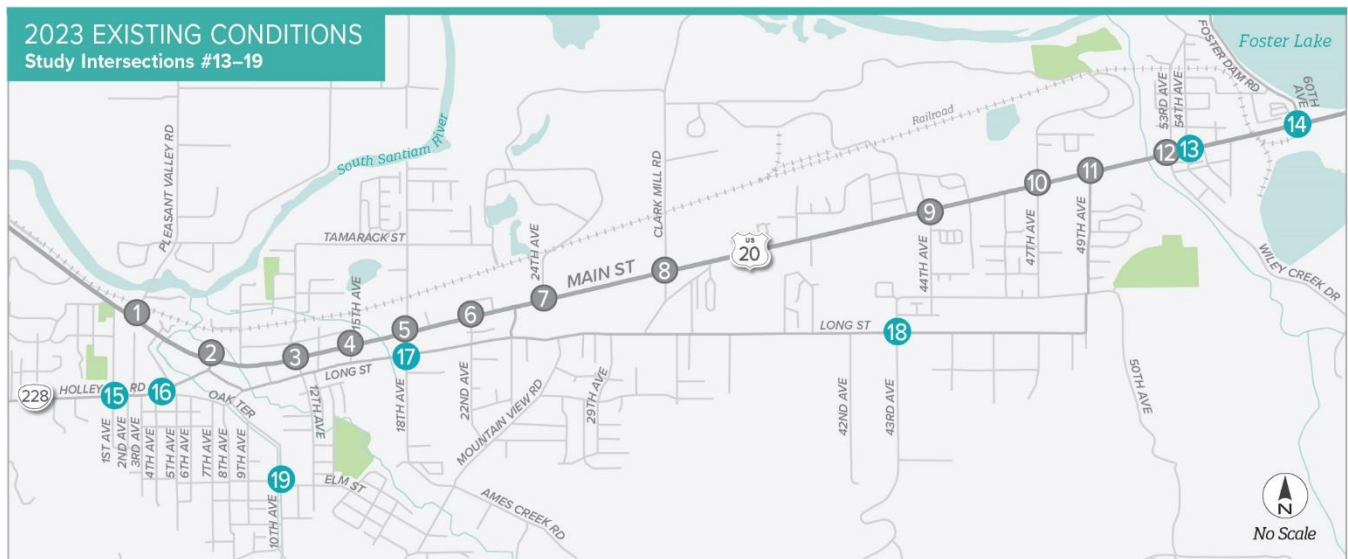 2023 EXISTING CONDITIONS
Study Intersections #13–19
Foster Lake
FOSTER DAM RD
60TH
AVE
53RD AVE
54TH AVE
14
13
12
11
10
9
Railroad
PLEASANT VALLEY RD
South Santiam River
CLARK MILL RD
TAMARACK ST
24TH AVE
MAIN ST
US
20
44TH AVE
47TH AVE
49TH AVE
WILEY CREEK DR
8
7
6
5
4
3
2
1
15TH AVE
LONG ST
18
17
LONG ST
228
HOLLEY RD
15
16
OAK TER
12TH AVE
18TH AVE
22ND AVE
MOUNTAIN VIEW RD
29TH AVE
42ND AVE
43RD AVE
50TH AVE
1ST AVE
2ND AVE
3RD AVE
4TH AVE
5TH AVE
6TH AVE
7TH AVE
8TH AVE
9TH AVE
19
ELM ST
10TH AVE
AMES CREEK RD
N
No Scale